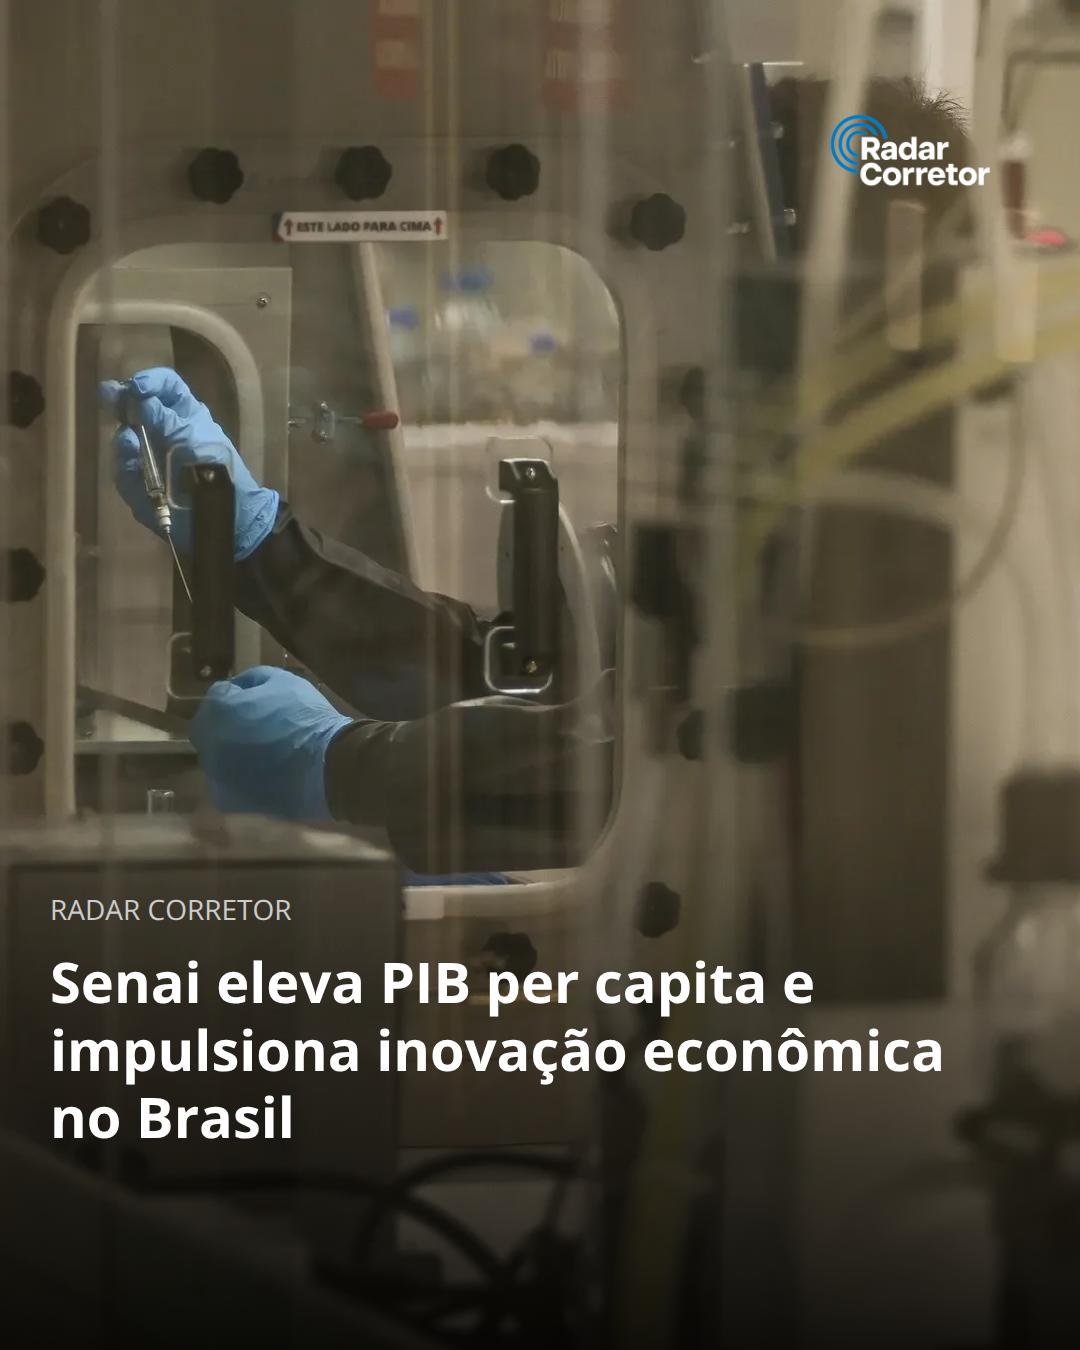 Radar
Corretor
ESTE LADO PARA CIMA
RADAR CORRETOR
Senai eleva PIB per capita e
impulsiona inovação econômica
no Brasil